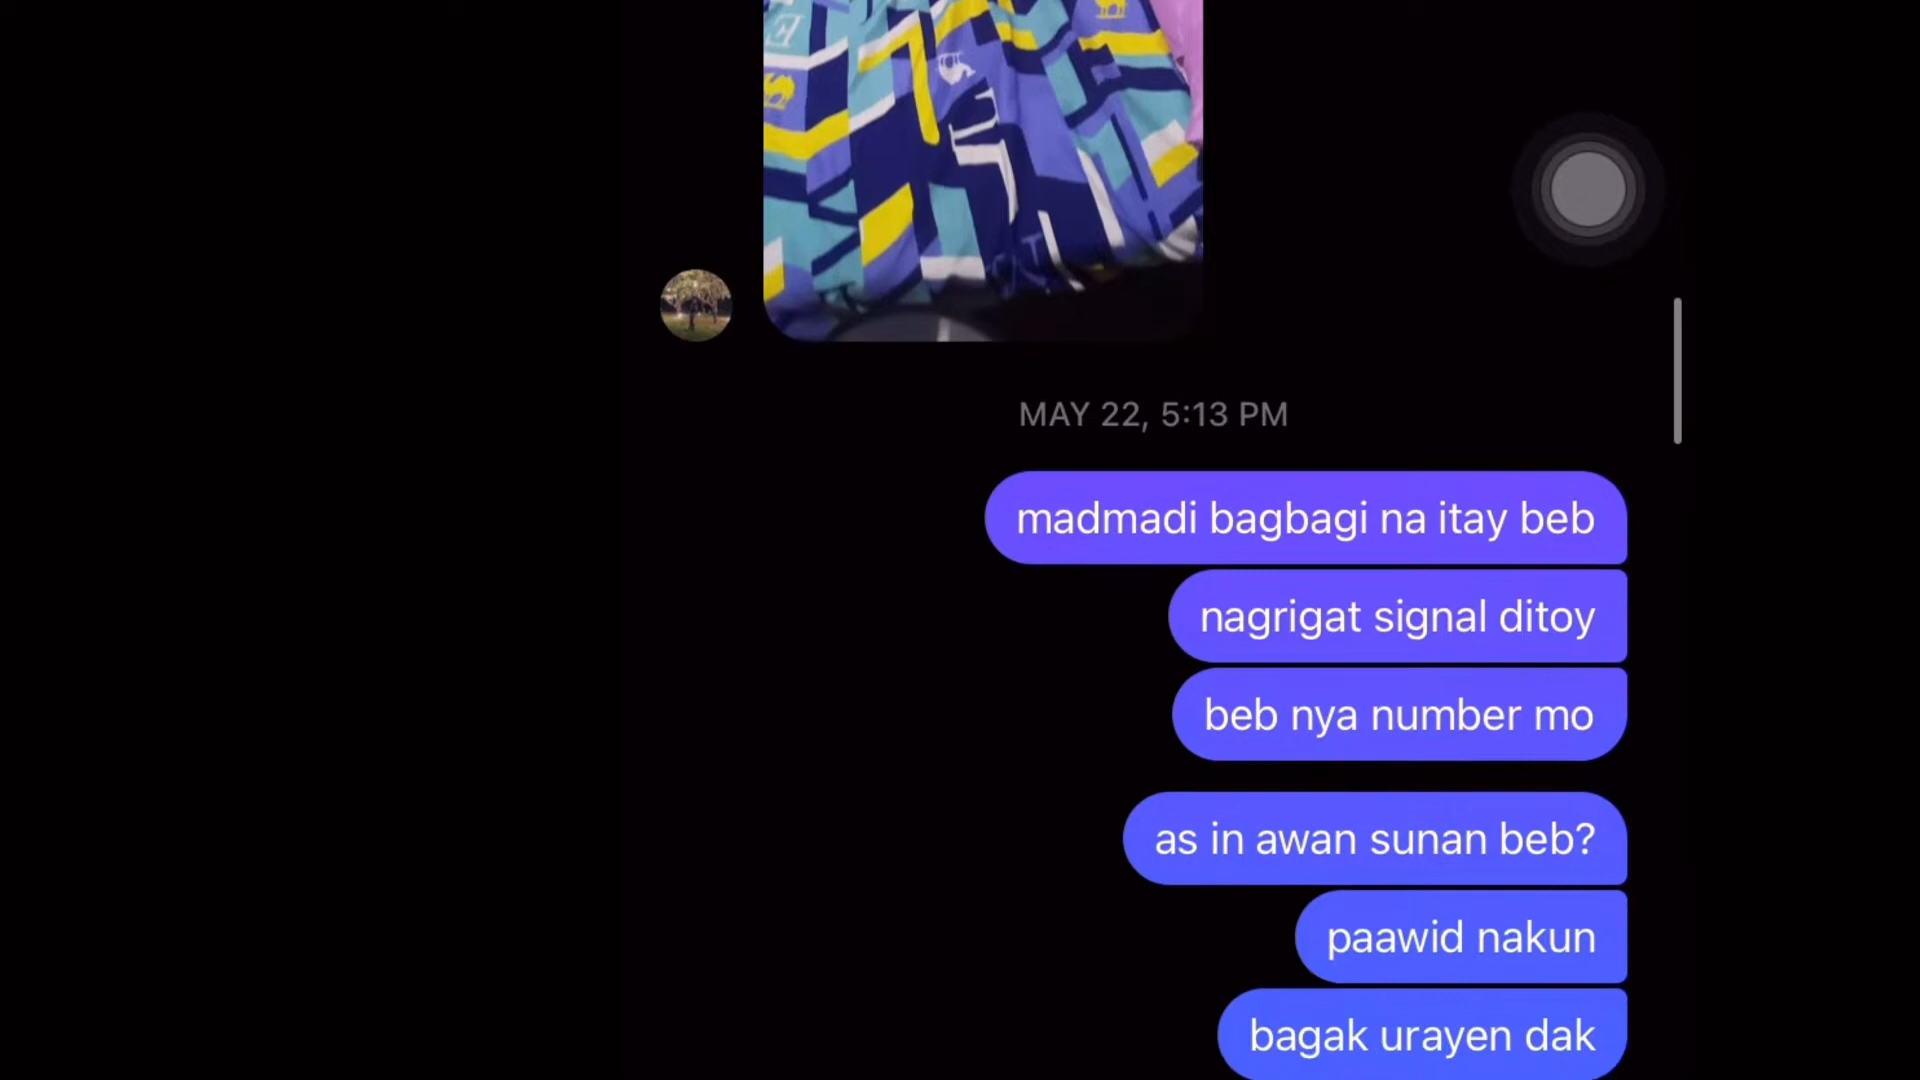 MAY 22, 5:13 PM
madmadi bagbagi na itay beb
nagrigat signal ditoy
beb nya number mo
as in awan sunan beb?
paawid nakun
bagak urayen dak